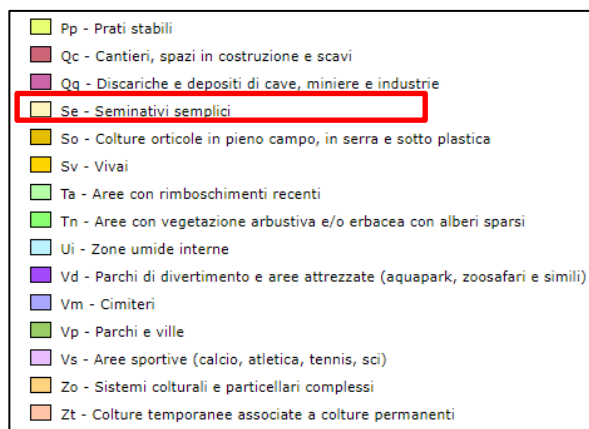 Pp - Prati stabili
Qc - Cantieri, spazi in costruzione e scavi
Qq - Discariche e depositi di cave, miniere e industrie
Se - Seminativi semplici
So - Colture orticole in pieno campo, in serra e sotto plastica
Sv - Vivai
Ta - Aree con rimboschimenti recenti
Tn - Aree con vegetazione arbustiva e/o erbacea con alberi sparsi
Ui - Zone umide interne
Vd - Parchi di divertimento e aree attrezzate (aquapark, zoosafari e simili)
Vm - Cimiteri
Vp - Parchi e ville
Vs - Aree sportive (calcio, atletica, tennis, sci)
Zo - Sistemi colturali e particellari complessi
Zt - Colture temporanee associate a colture permanenti